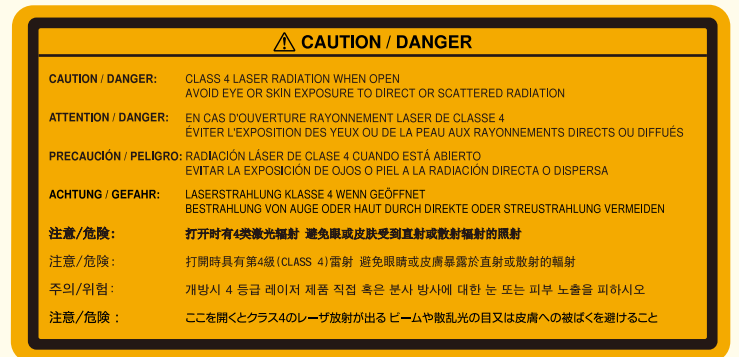 ⚠ CAUTION / DANGER
CAUTION / DANGER: CLASS 4 LASER RADIATION WHEN OPEN
AVOID EYE OR SKIN EXPOSURE TO DIRECT OR SCATTERED RADIATION
ATTENTION / DANGER: EN CAS D'OUVERTURE RAYONNEMENT LASER DE CLASSE 4
ÉVITER L'EXPOSITION DES YEUX OU DE LA PEAU AUX RAYONNEMENTS DIRECTS OU DIFFUÉS
PRECAUCIÓN / PELIGRO: RADIACIÓN LÁSER DE CLASE 4 CUANDO ESTÁ ABIERTO
EVITAR LA EXPOSICIÓN DE OJOS O PIEL A LA RADIACIÓN DIRECTA O DISPERSA
ACHTUNG / GEFAHR: LASERSTRAHLUNG KLASSE 4 WENN GEÖFFNET
BESTRAHLUNG VON AUGE ODER HAUT DURCH DIREKTE ODER STREUSTRAHLUNG VERMEIDEN
注意/危险: 打开时有4类激光辐射 避免眼或皮肤受到直射或散射辐射的照射
注意/危險: 打開時具有第4級(CLASS 4)雷射 避免眼睛或皮膚暴露於直射或散射的輻射
주의/위험: 개방시 4 등급 레이저 제품 직접 혹은 분사 방사에 대한 눈 또는 피부 노출을 피하시오
注意/危険 : ここを開くとクラス4のレーザ放射が出る ビームや散乱光の目又は皮膚への被ばくを避けること